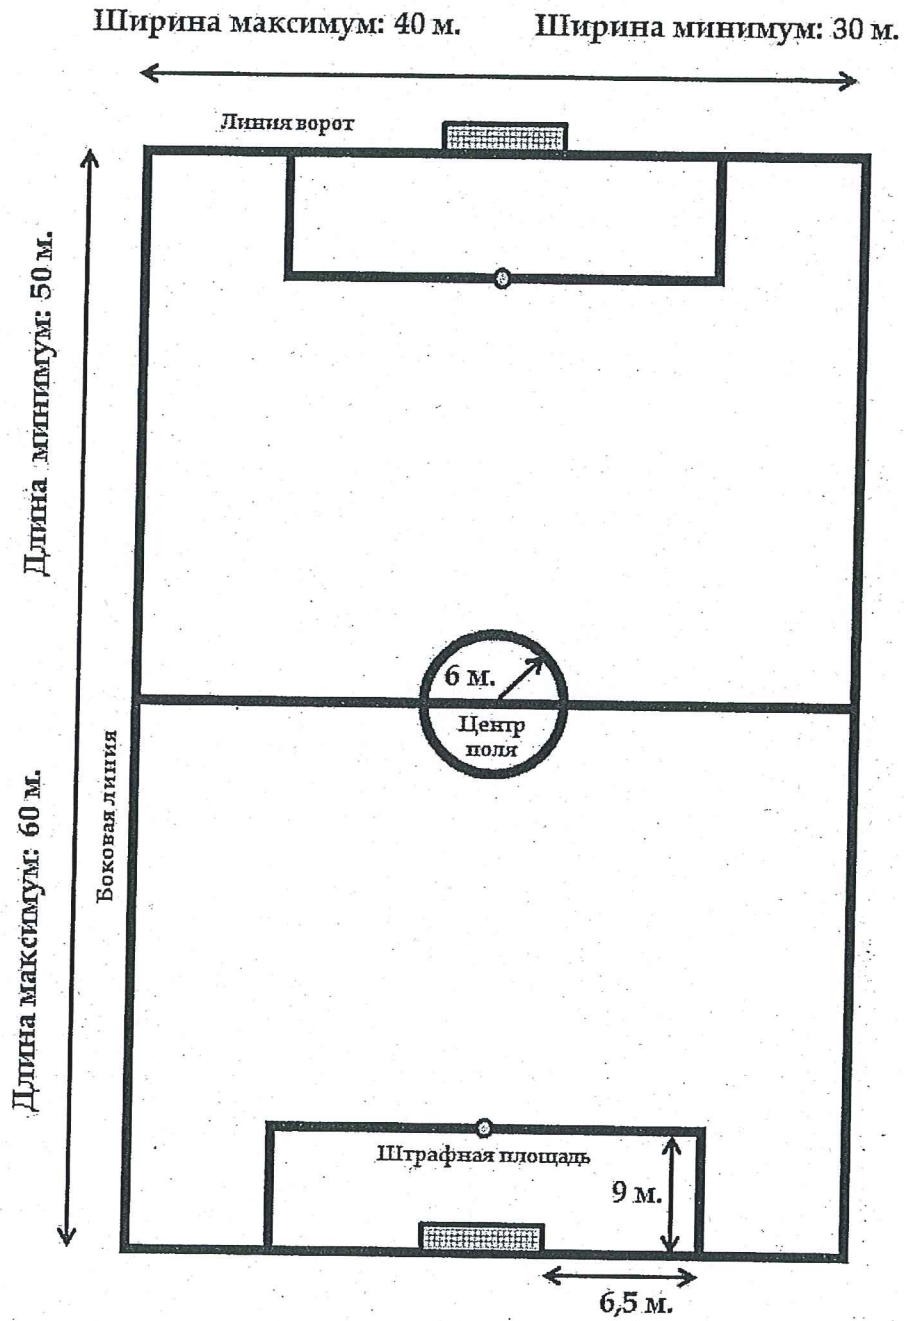 Ширина максимум: 40 м.
Ширина минимум: 30 м.
Линия ворот
Длина минимум: 50 м.
6 м.
Центр
поля
Боковая линия
Длина максимум: 60 м.
Штрафная площадь
9 м.
6,5 м.